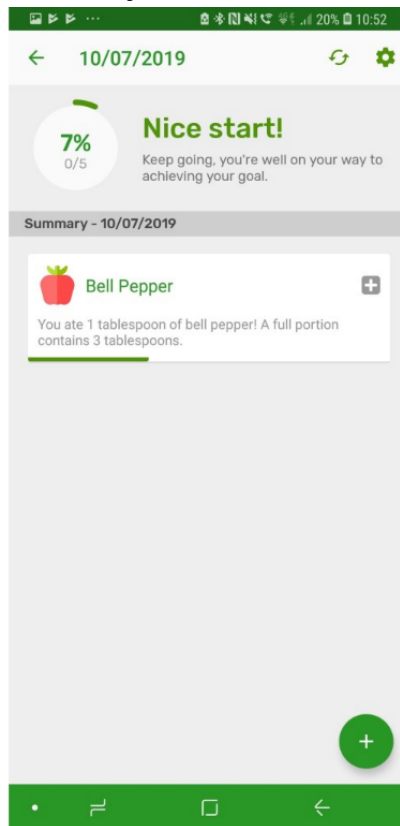 20% 10:52
10/07/2019
7%
0/5
Nice start!
Keep going, you're well on your way to
achieving your goal.
Summary - 10/07/2019
Bell Pepper
You ate 1 tablespoon of bell pepper! A full portion
contains 3 tablespoons.